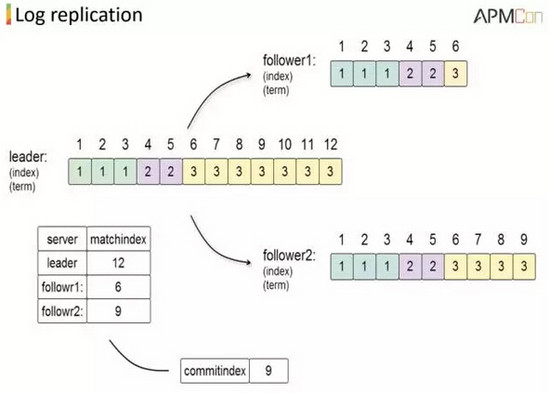 Log replication
APMCon
1 2 3 4 5 6
follower1:
(index)
(term)
1 1 1 2 2 3
1 2 3 4 5 6 7 8 9 10 11 12
leader:
(index)
(term)
1 1 1 2 2 3 3 3 3 3 3 3
1 2 3 4 5 6 7 8 9
follower2:
(index)
(term)
1 1 1 2 2 3 3 3 3
server matchindex
leader 12
followr1: 6
followr2: 9
commitindex 9